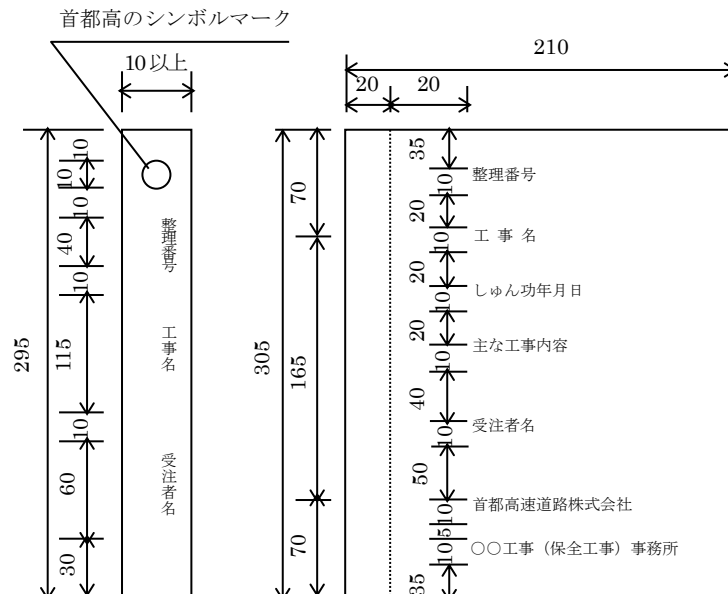 首都高のシンボルマーク
10以上
210
20
20
10
10
10
40
10
115
10
60
30
295
整理番号
工事名
受注者名
305
70
165
70
35
10
20
10
20
10
20
10
40
10
50
10
5
10
35
整理番号
工 事 名
しゅん功年月日
主な工事内容
受注者名
首都高速道路株式会社
○○工事（保全工事）事務所